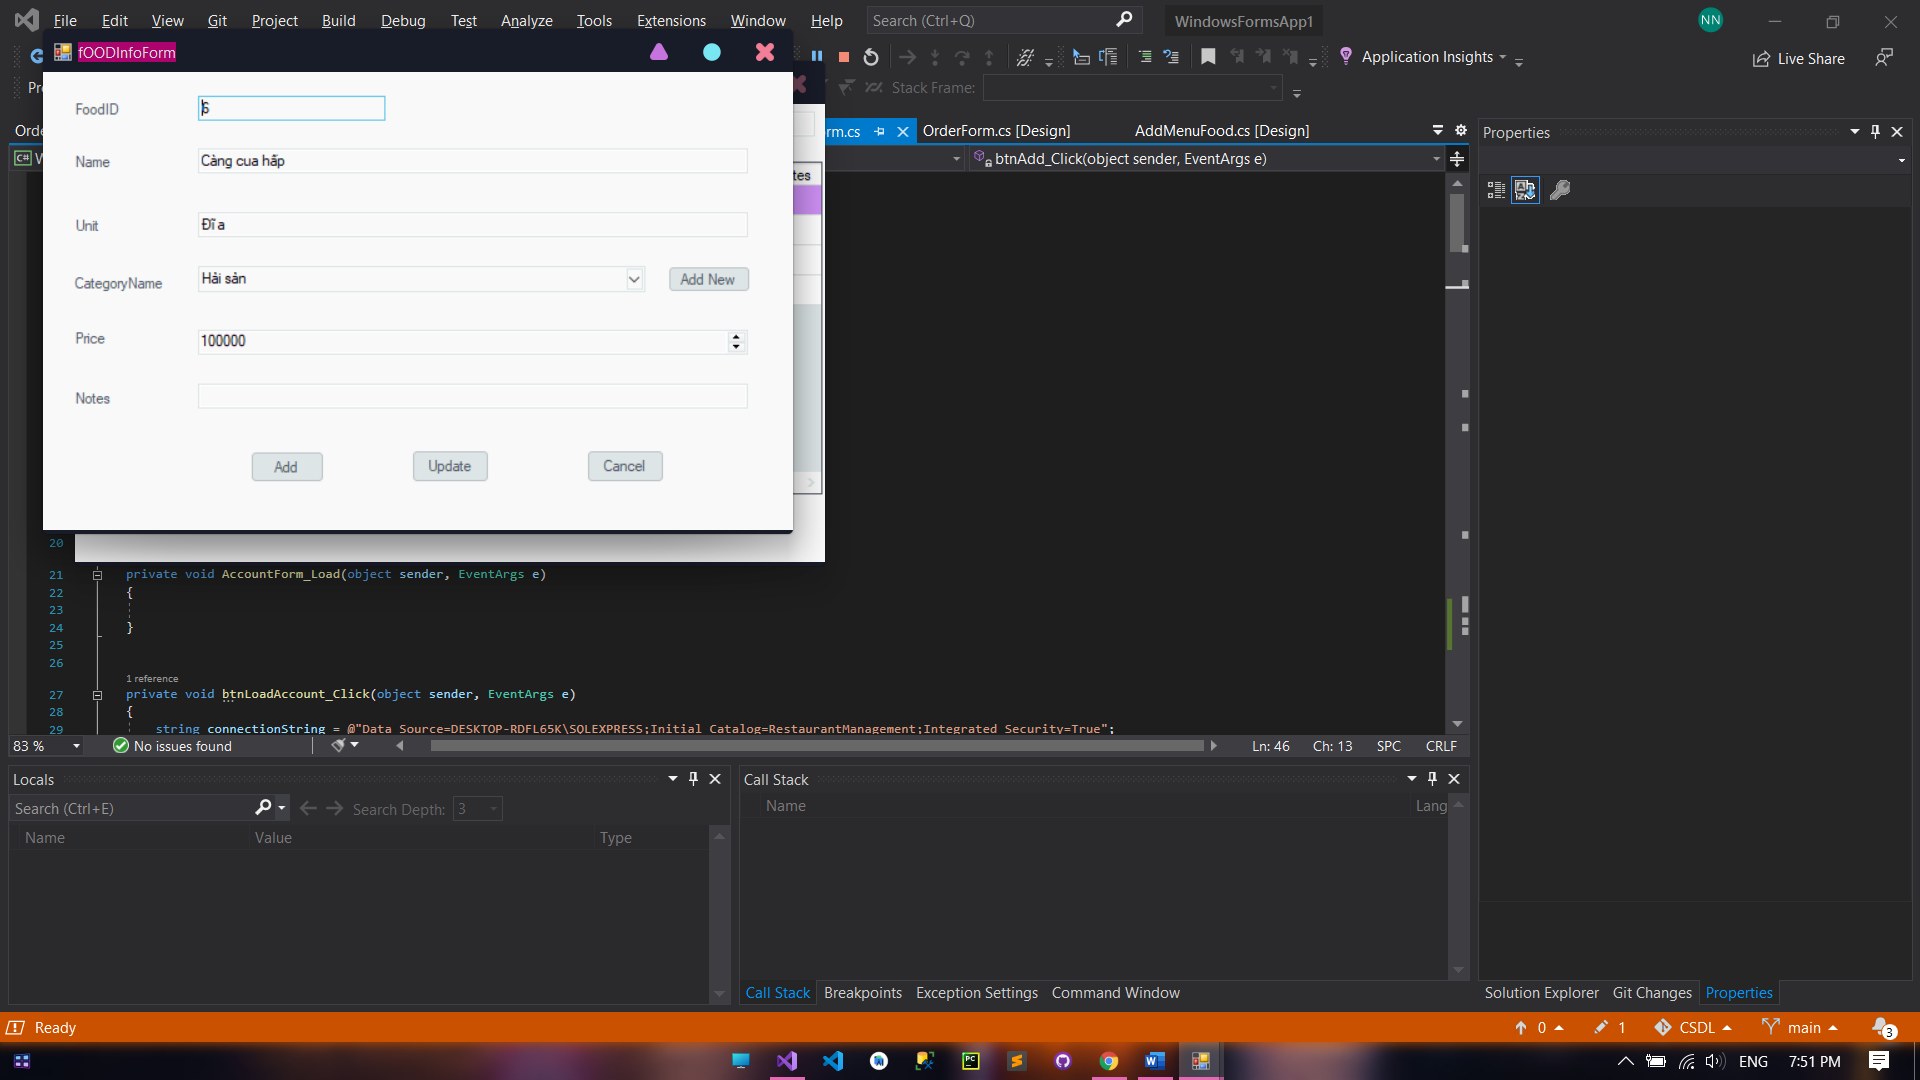 File Edit View Git Project Build Debug Test Analyze Tools Extensions Window Help Search (Ctrl+Q) WindowsFormsApp1 NN
fOODInfoForm
Application Insights Live Share
Stack Frame:
FoodID 6
Name Càng cua hấp
Unit Đĩa
CategoryName Hải sản Add New
Price 100000
Notes
Add Update Cancel
rm.cs OrderForm.cs [Design] AddMenuFood.cs [Design]
btnAdd_Click(object sender, EventArgs e)
tes
Properties
20
21 private void AccountForm_Load(object sender, EventArgs e)
22 {
23
24 }
25
26
1 reference
27 private void btnLoadAccount_Click(object sender, EventArgs e)
28 {
29 string connectionString = @"Data Source=DESKTOP-RDFL65K\SQLEXPRESS;Initial Catalog=RestaurantManagement;Integrated Security=True";
83 % No issues found Ln: 46 Ch: 13 SPC CRLF
Locals
Search (Ctrl+E) Search Depth: 3
Name Value Type
Call Stack
Name Lang
Call Stack Breakpoints Exception Settings Command Window
Solution Explorer Git Changes Properties
Ready 0 1 CSDL main 3
ENG 7:51 PM